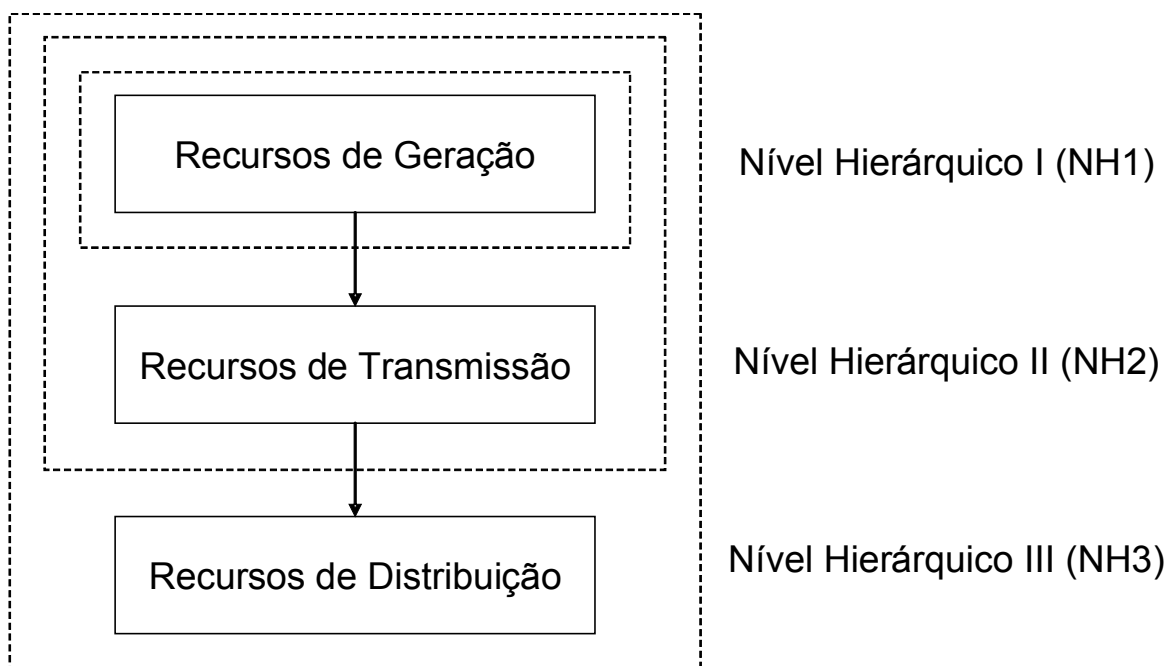 Recursos de Geração
Nível Hierárquico I (NH1)
Recursos de Transmissão
Nível Hierárquico II (NH2)
Recursos de Distribuição
Nível Hierárquico III (NH3)